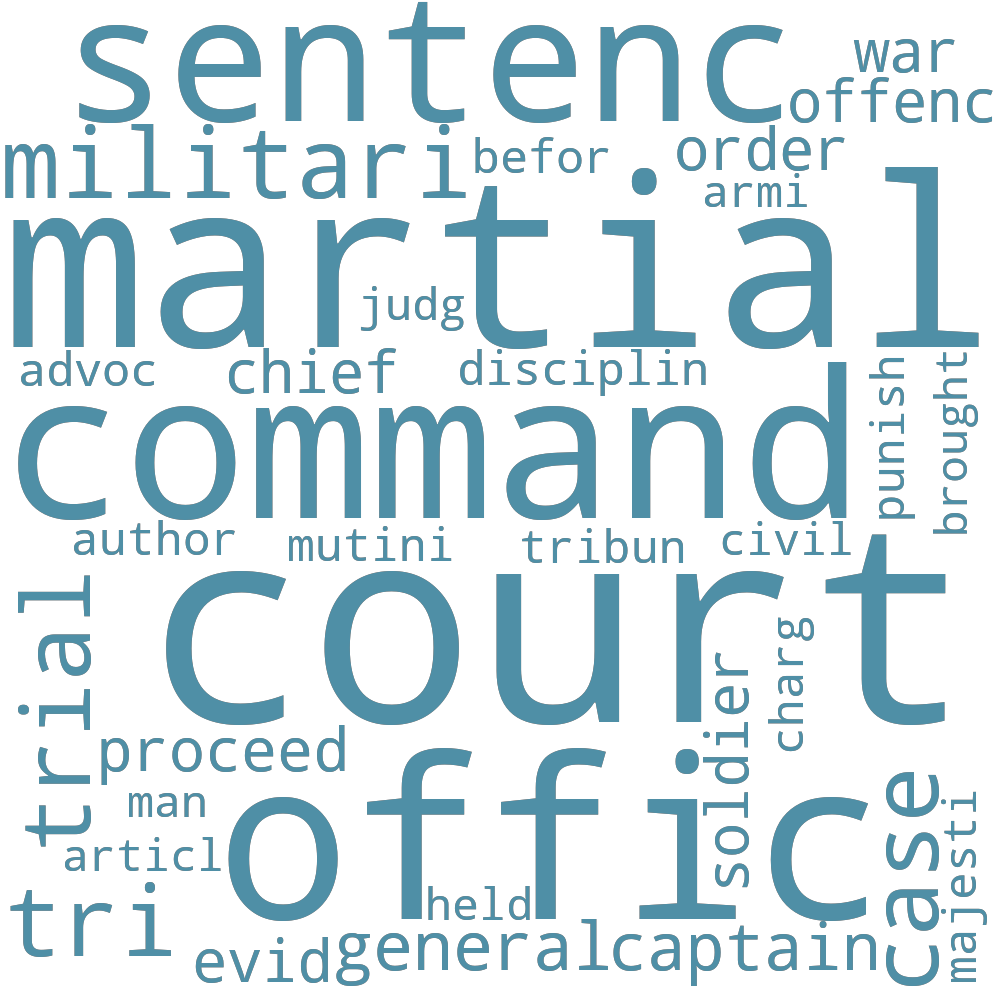 sentenc
war
offenc
militari
befor
order
armi
martial
judg
advoc
chief
disciplin
punish
brought
command
author
mutini
tribun
civil
court
trial
charg
soldier
proceed
man
offic
case
majesti
articl
tri
held
evid
general
captain